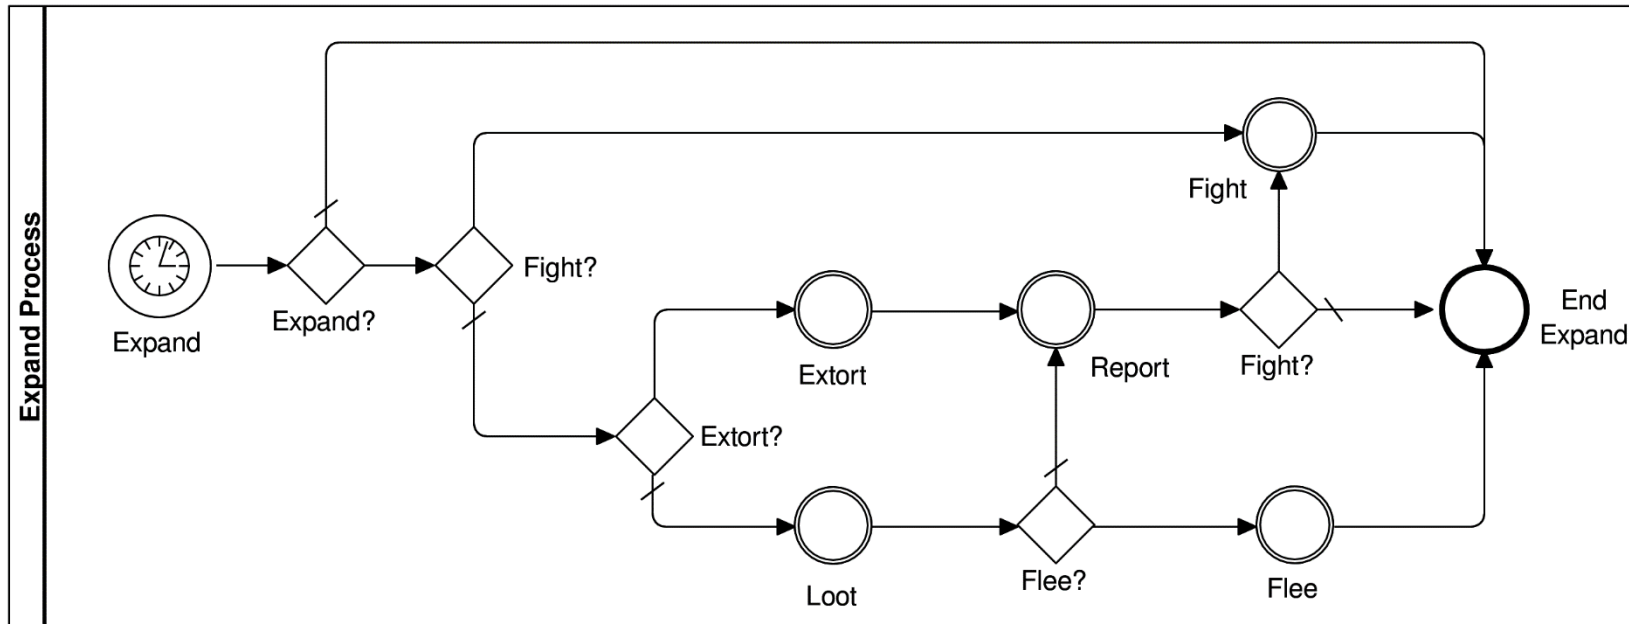 Expand Process
Expand
Expand?
Fight?
Fight
Extort?
Extort
Report
Fight?
End
Expand
Loot
Flee?
Flee